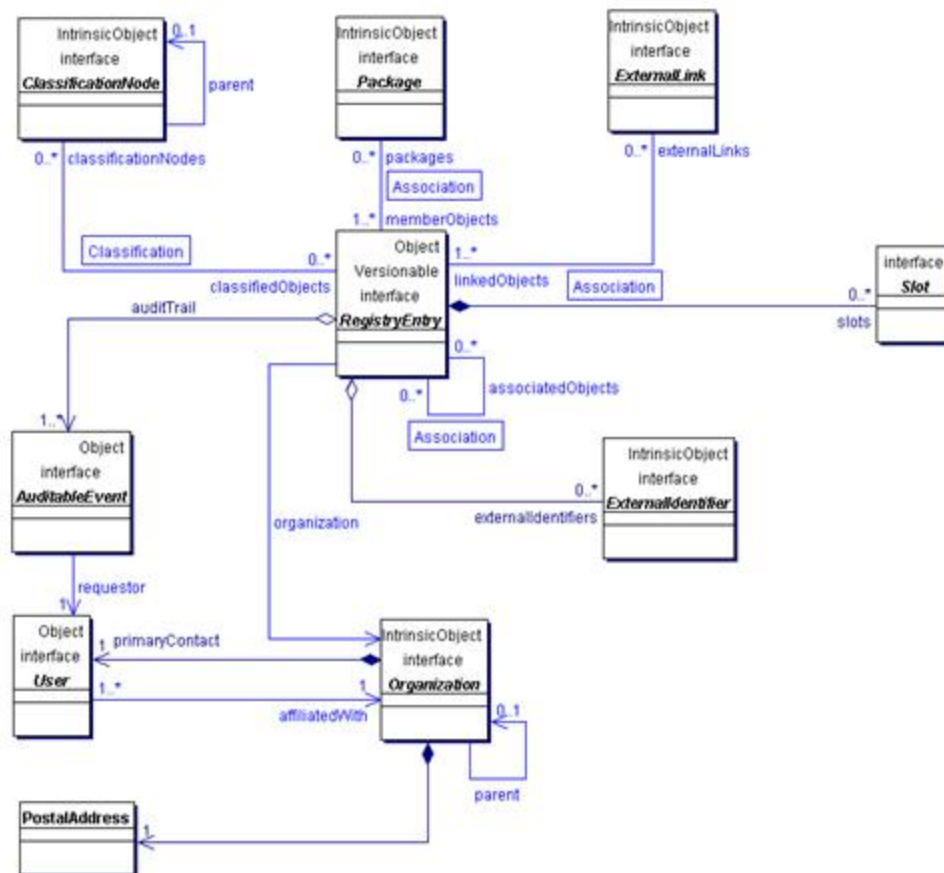 IntrinsicObject
interface
ClassificationNode
0..1
parent
0..*
classificationNodes
IntrinsicObject
interface
Package
0..*
packages
Association
1..*
memberObjects
IntrinsicObject
interface
ExternalLink
0..*
externalLinks
Classification
0..*
classifiedObjects
Object
Versionable
interface
RegistryEntry
1..*
linkedObjects
Association
interface
Slot
0..*
slots
auditTrail
1..*
0..*
associatedObjects
0..*
Association
Object
interface
AuditableEvent
IntrinsicObject
interface
ExternalIdentifier
0..*
externalIdentifiers
organization
requestor
1
Object
interface
User
1
primaryContact
1..*
1
affiliatedWith
IntrinsicObject
interface
Organization
0..1
parent
PostalAddress
1